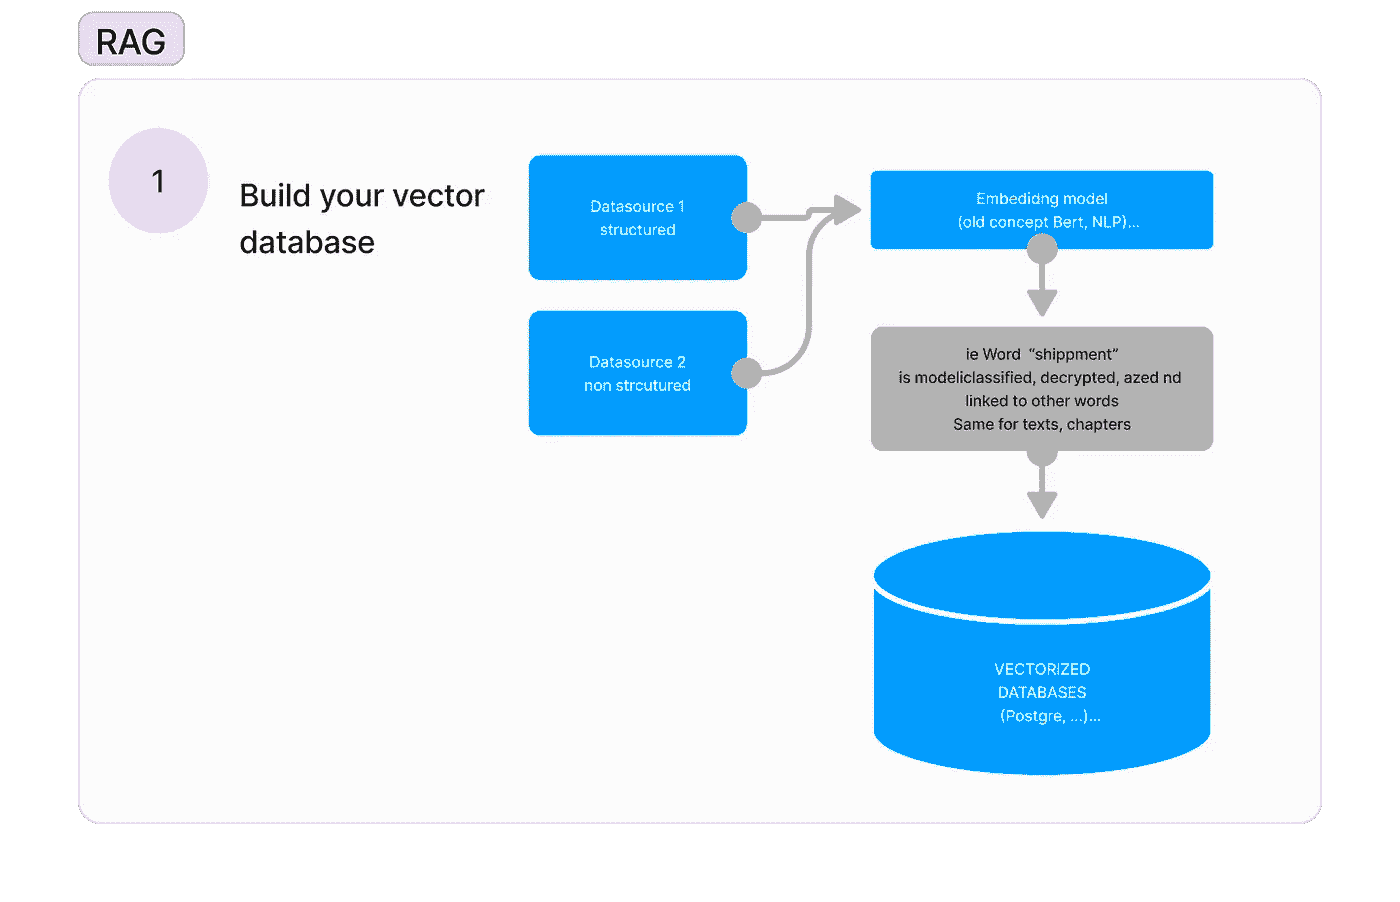 RAG
1
Build your vector
database
Datasource 1
structured
Datasource 2
non strcutured
Embedidng model
(old concept Bert, NLP)...
ie Word “shippment”
is modeliclassified, decrypted, azed nd
linked to other words
Same for texts, chapters
VECTORIZED
DATABASES
(Postgre, ...)...